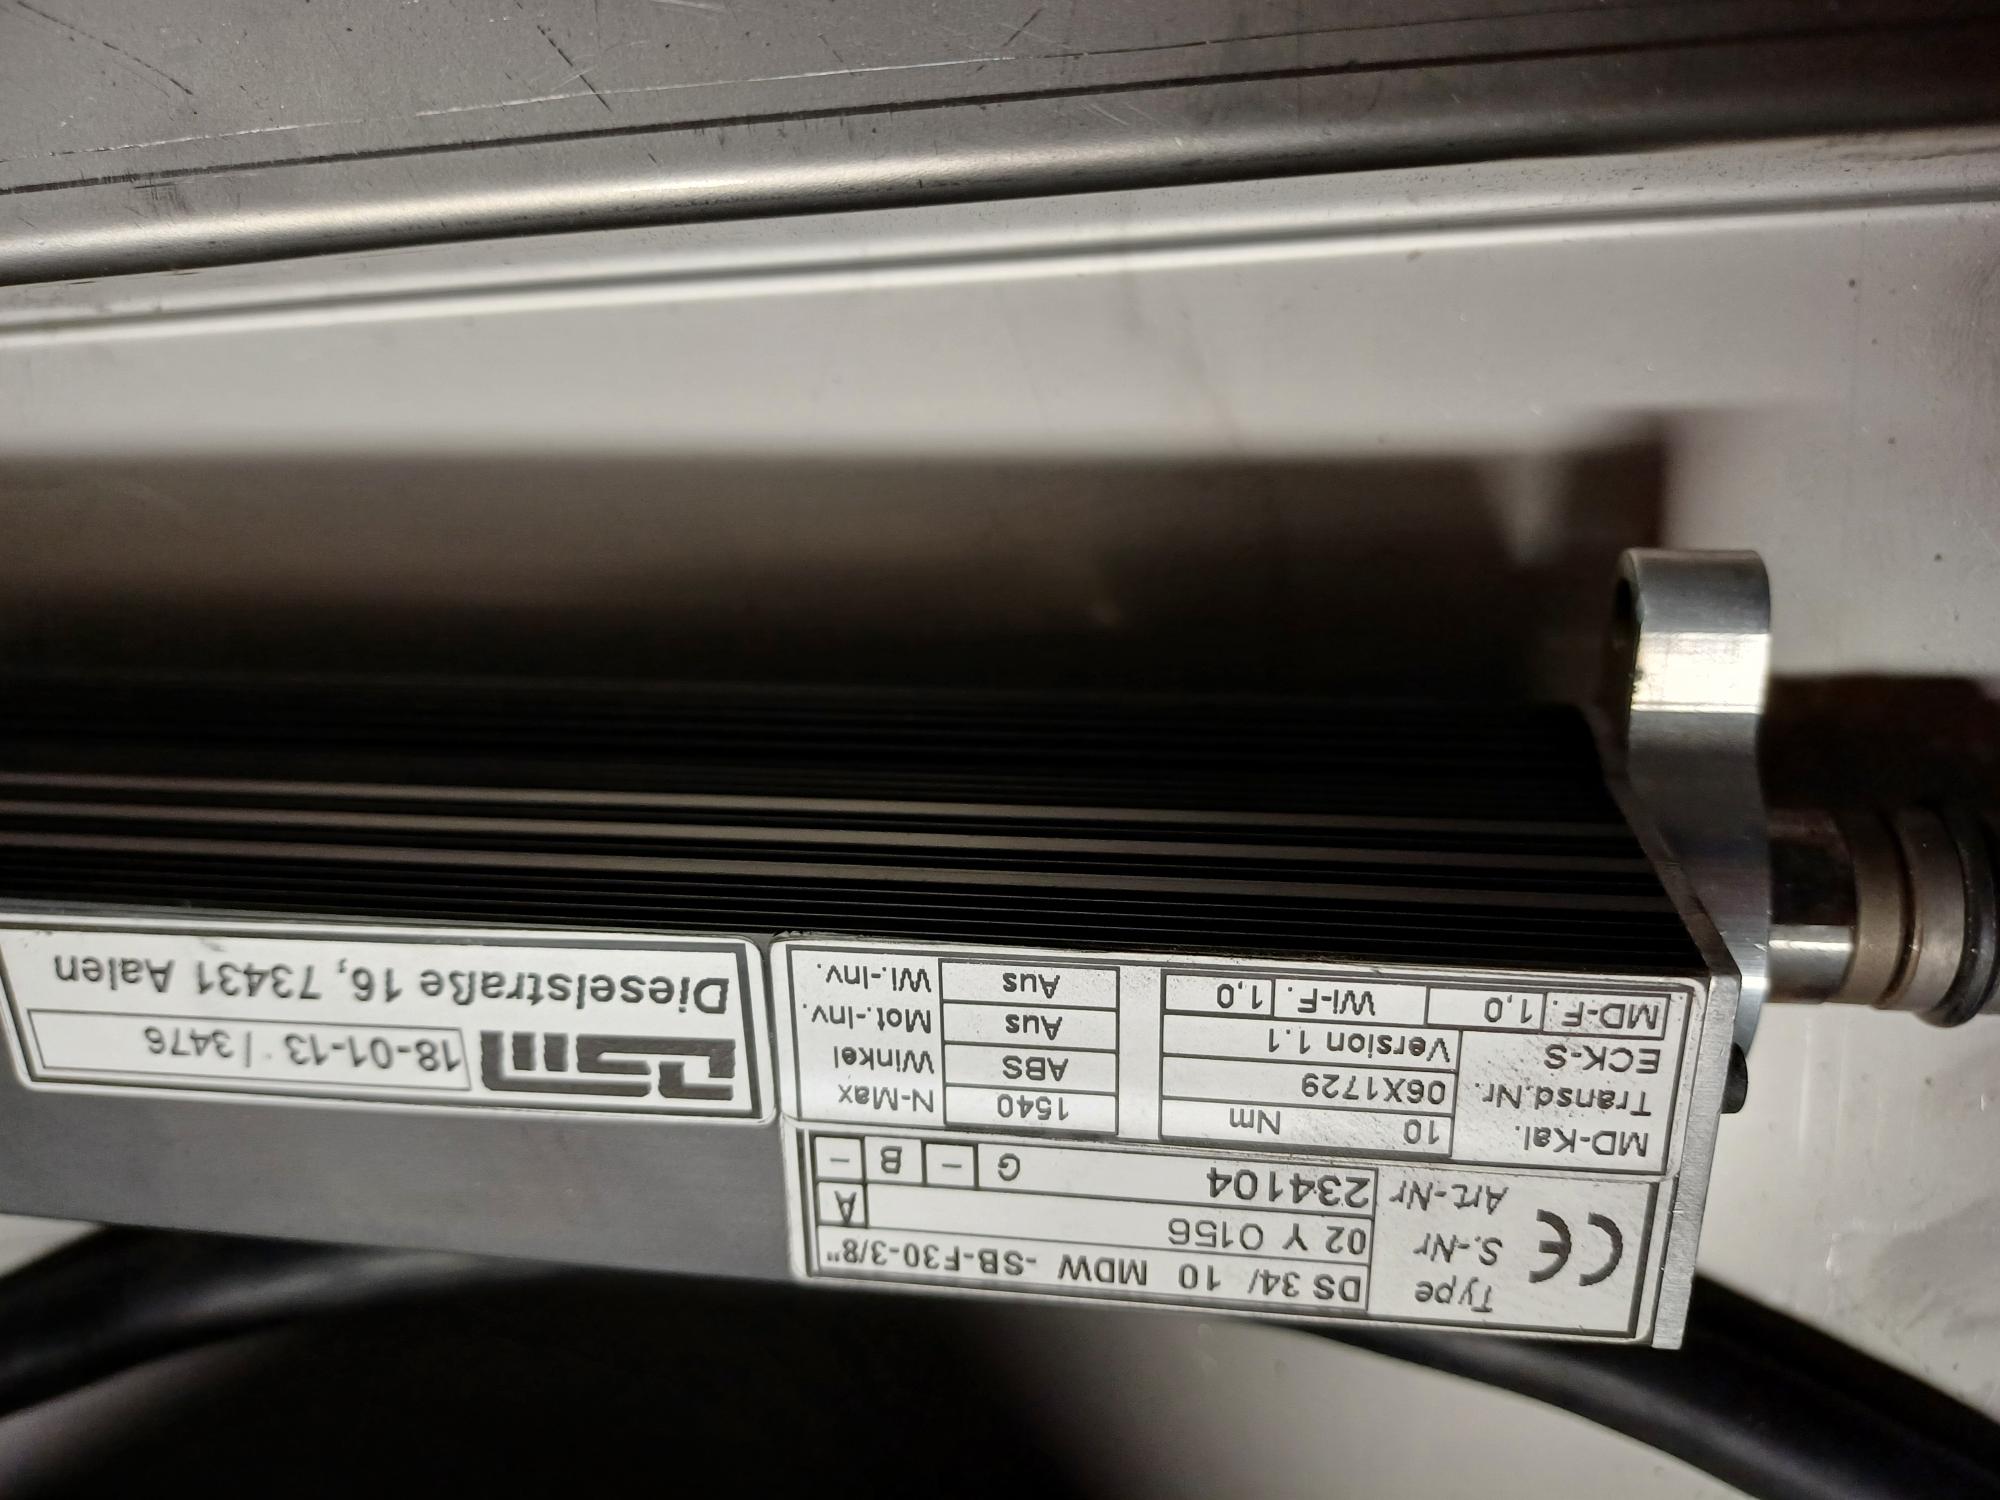 Type DS 34/ 10 MDW -SB-F30-3/8"
S.-Nr 02 Y 0156 A
Art.-Nr 234104 G - B -
CE
MD-Kal. 10 Nm
Transd.Nr. 06X1729
ECK-S Version 1.1
MD-F. 1,0 Wi-F. 1,0
1540 N-Max
ABS Winkel
Aus Mot.-Inv.
Aus Wi.-Inv.
DSM 18-01-13 / 3476
Dieselstraße 16, 73431 Aalen